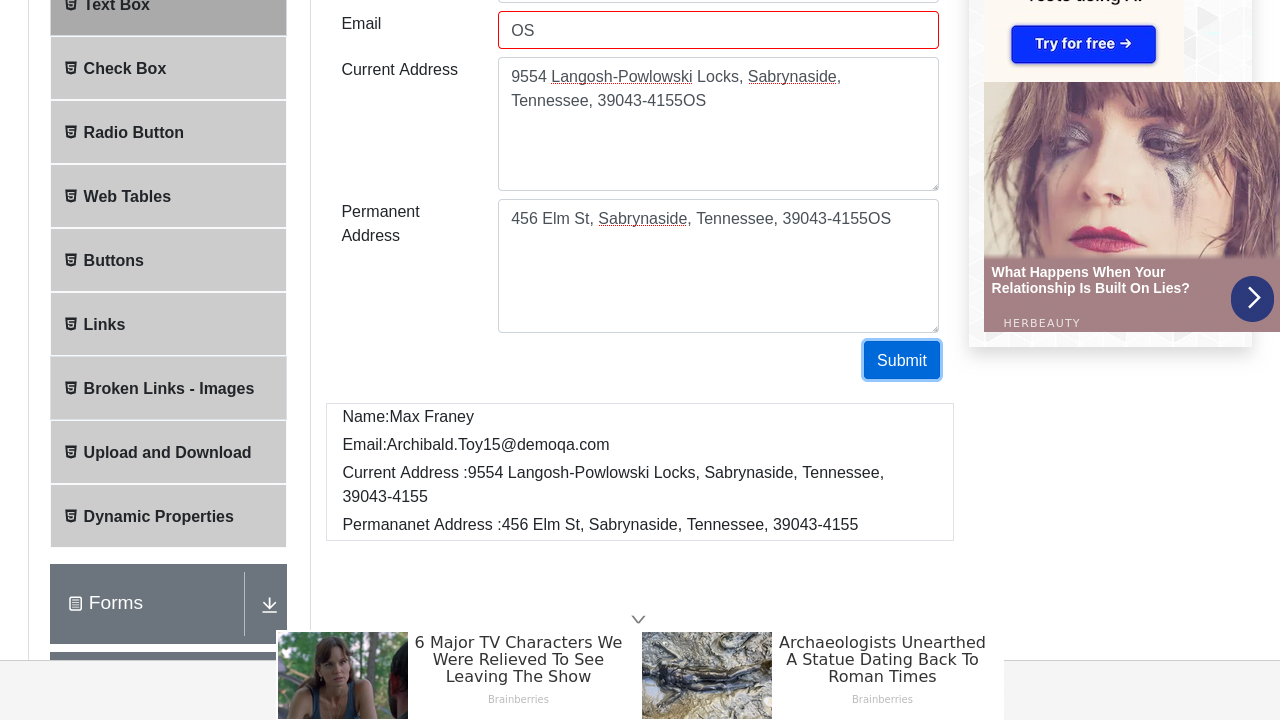 Text Box
Check Box
Radio Button
Web Tables
Buttons
Links
Broken Links - Images
Upload and Download
Dynamic Properties
Forms
Email
OS
Current Address
9554 Langosh-Powlowski Locks, Sabrynaside,
Tennessee, 39043-4155OS
Permanent
Address
456 Elm St, Sabrynaside, Tennessee, 39043-4155OS
Submit
Name:Max Franey
Email:Archibald.Toy15@demoqa.com
Current Address :9554 Langosh-Powlowski Locks, Sabrynaside, Tennessee,
39043-4155
Permananet Address :456 Elm St, Sabrynaside, Tennessee, 39043-4155
Try for free →
What Happens When Your
Relationship Is Built On Lies?
HERBEAUTY
6 Major TV Characters We
Were Relieved To See
Leaving The Show
Brainberries
Archaeologists Unearthed
A Statue Dating Back To
Roman Times
Brainberries